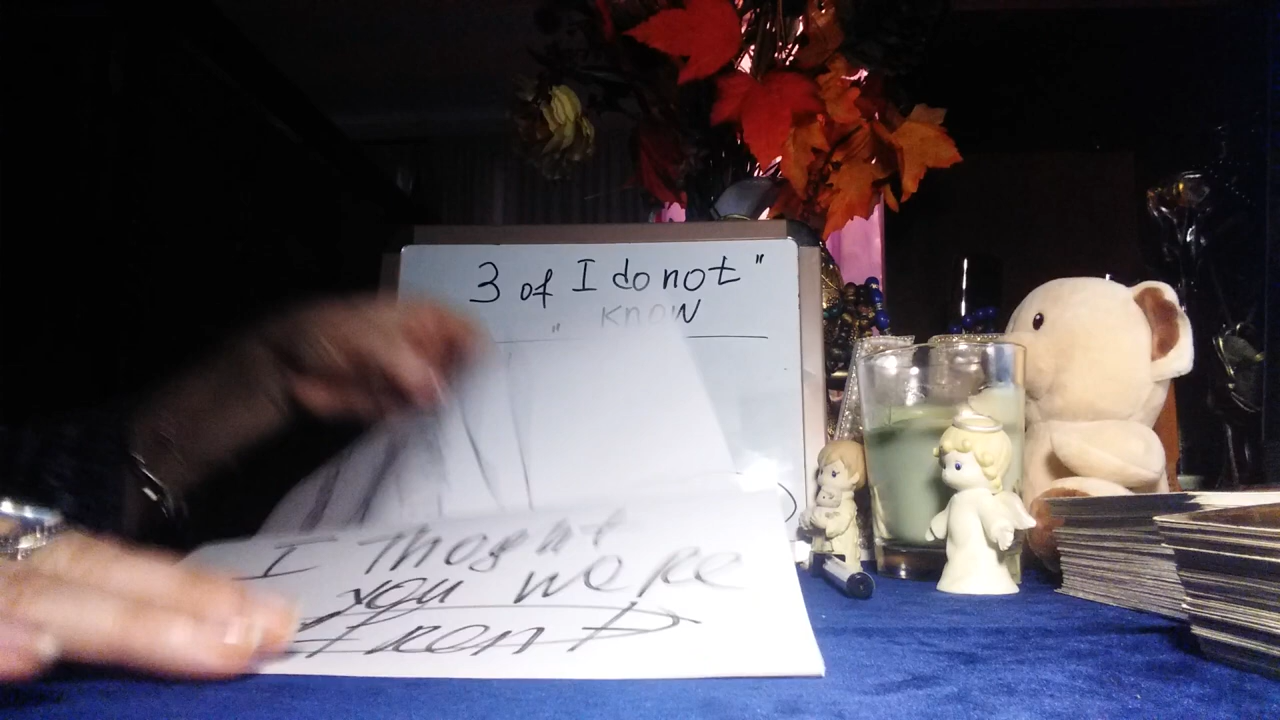 3 of I do not "
" KNOW
I Thoght
you weRe
FrenD